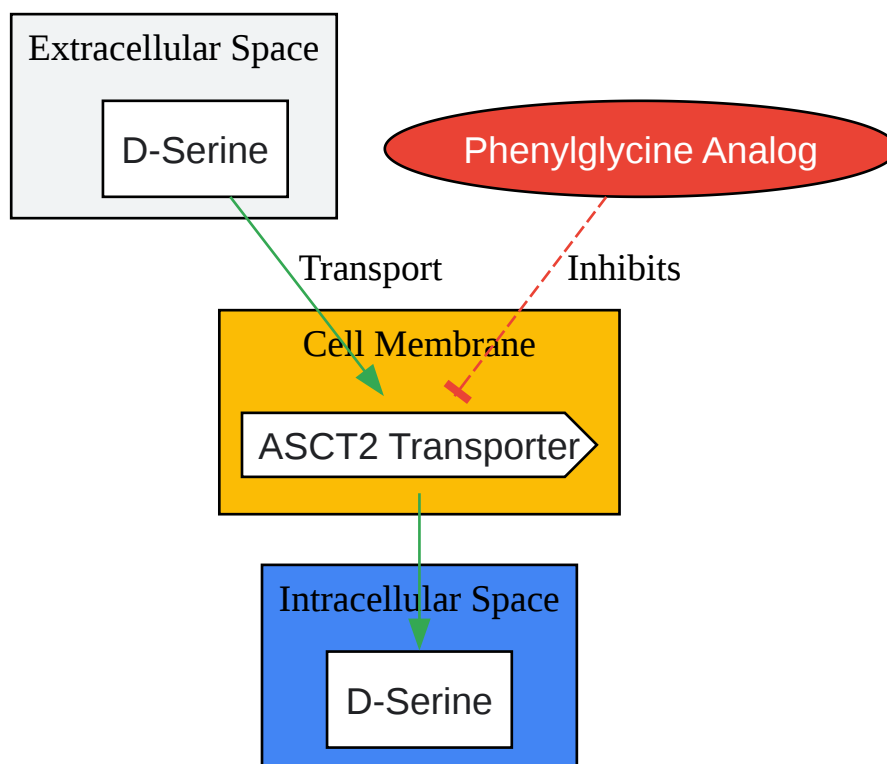 Extracellular Space
D-Serine
Phenylglycine Analog
Transport
Inhibits
Cell Membrane
ASCT2 Transporter
Intracellular Space
D-Serine